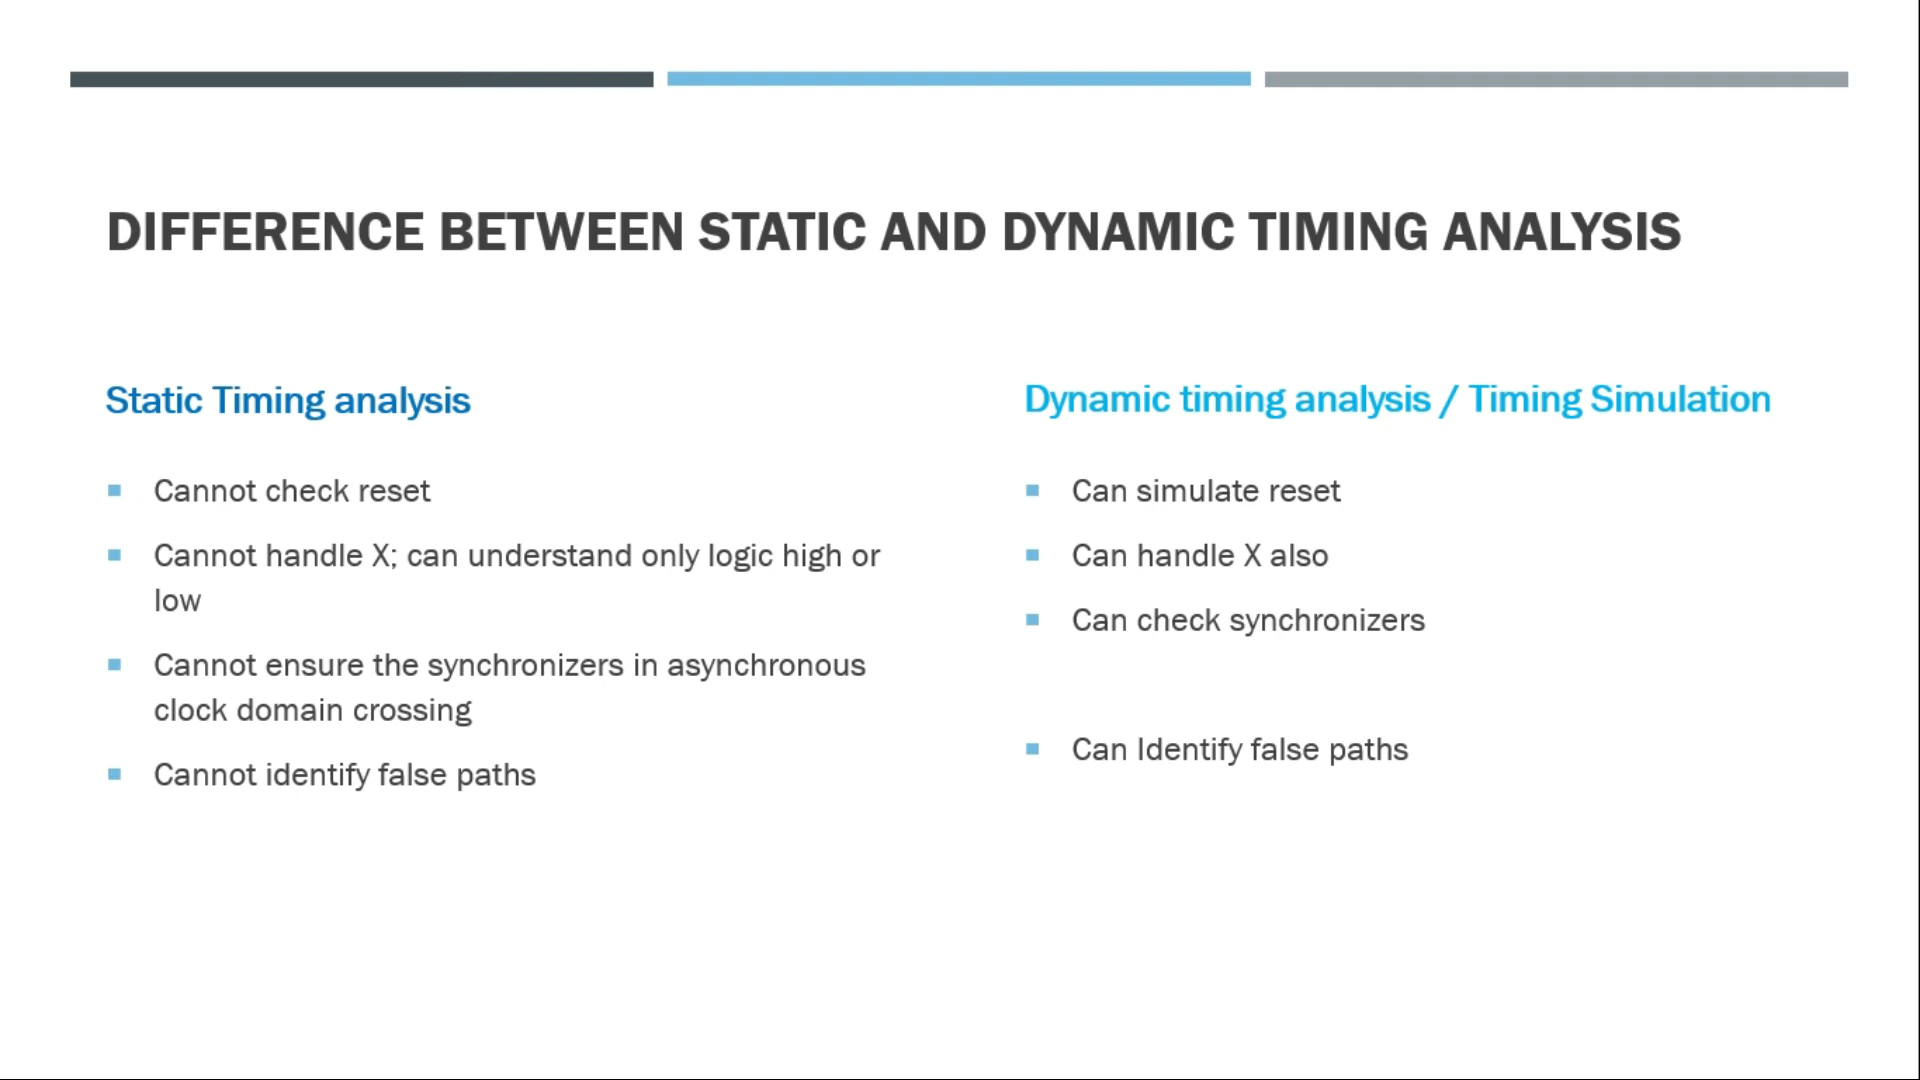 DIFFERENCE BETWEEN STATIC AND DYNAMIC TIMING ANALYSIS
Static Timing analysis
Cannot check reset
Cannot handle X; can understand only logic high or
low
Cannot ensure the synchronizers in asynchronous
clock domain crossing
Cannot identify false paths
Dynamic timing analysis / Timing Simulation
Can simulate reset
Can handle X also
Can check synchronizers
Can Identify false paths